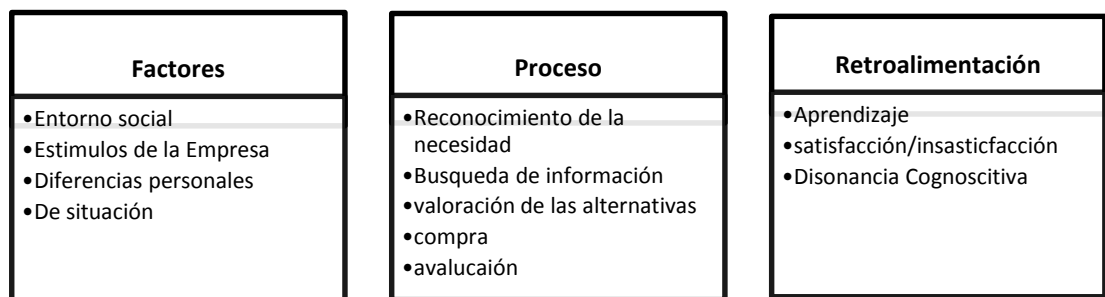 Factores
•Entorno social
•Estimulos de la Empresa
•Diferencias personales
•De situación
Proceso
•Reconocimiento de la
necesidad
•Busqueda de información
•valoración de las alternativas
•compra
•avalucaión
Retroalimentación
•Aprendizaje
•satisfacción/insasticfacción
•Disonancia Cognoscitiva